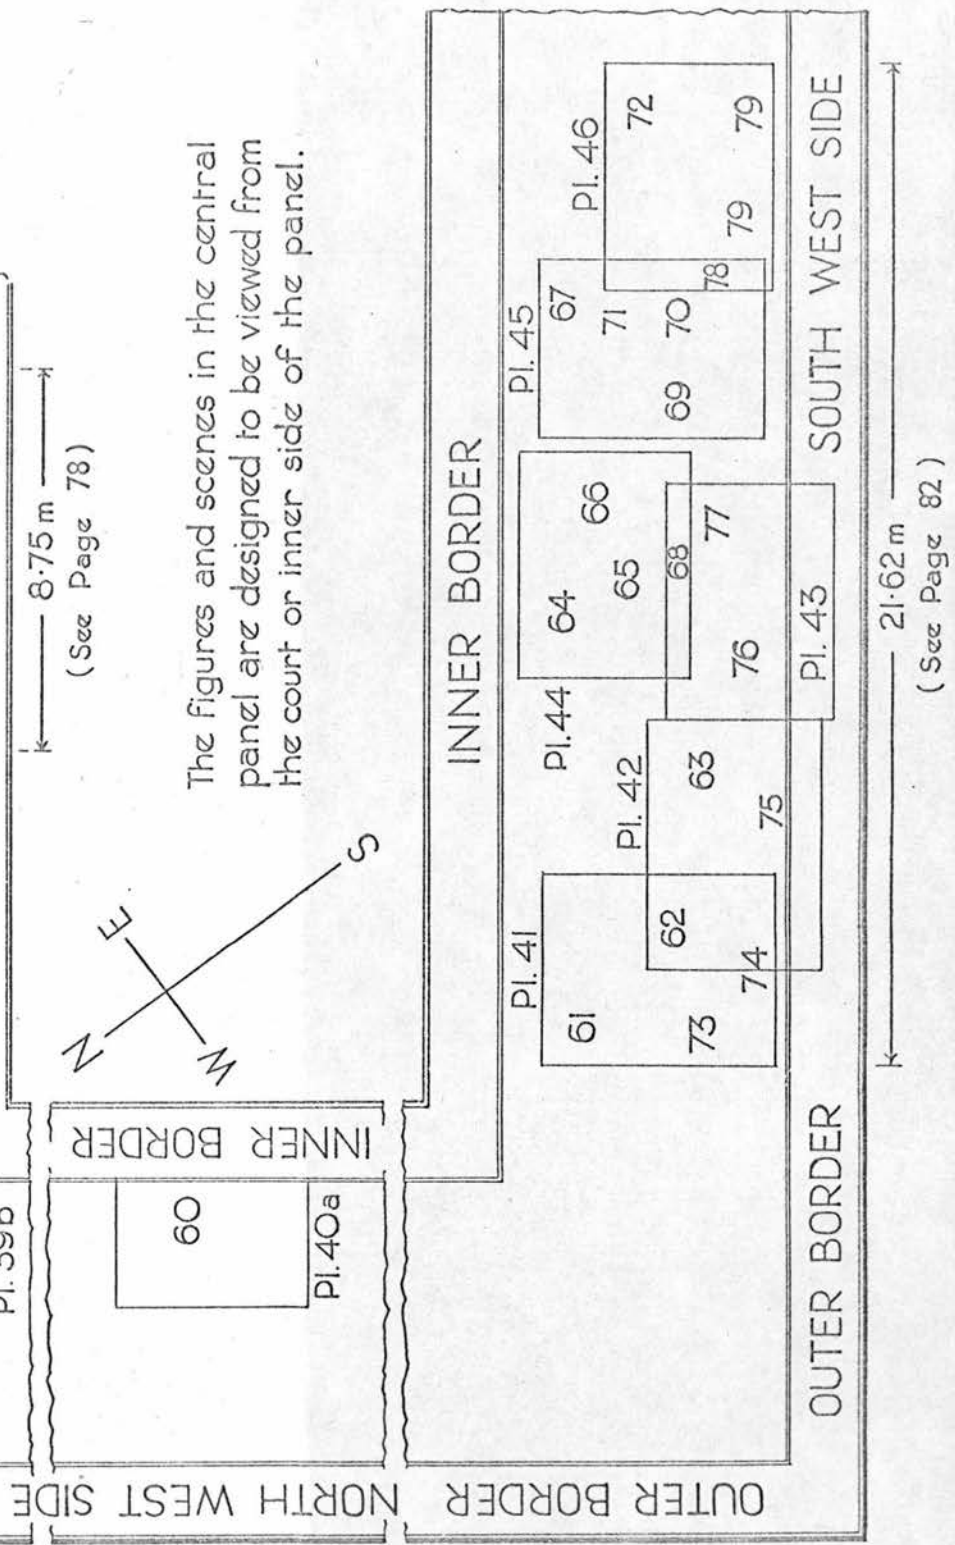 8·75m
(See Page 78)
The figures and scenes in the central
panel are designed to be viewed from
the court or inner side of the panel.
N
E
W
S
Pl. 39b
INNER BORDER
60
Pl.40a
NORTH WEST SIDE
OUTER BORDER
INNER BORDER
Pl. 41
61
62
73
74
Pl. 42
63
75
Pl.44
64
65
66
68
76
77
Pl. 43
Pl. 45
67
71
69
70
78
Pl. 46
72
79
79
OUTER BORDER
SOUTH WEST SIDE
21·62m
(See Page 82)